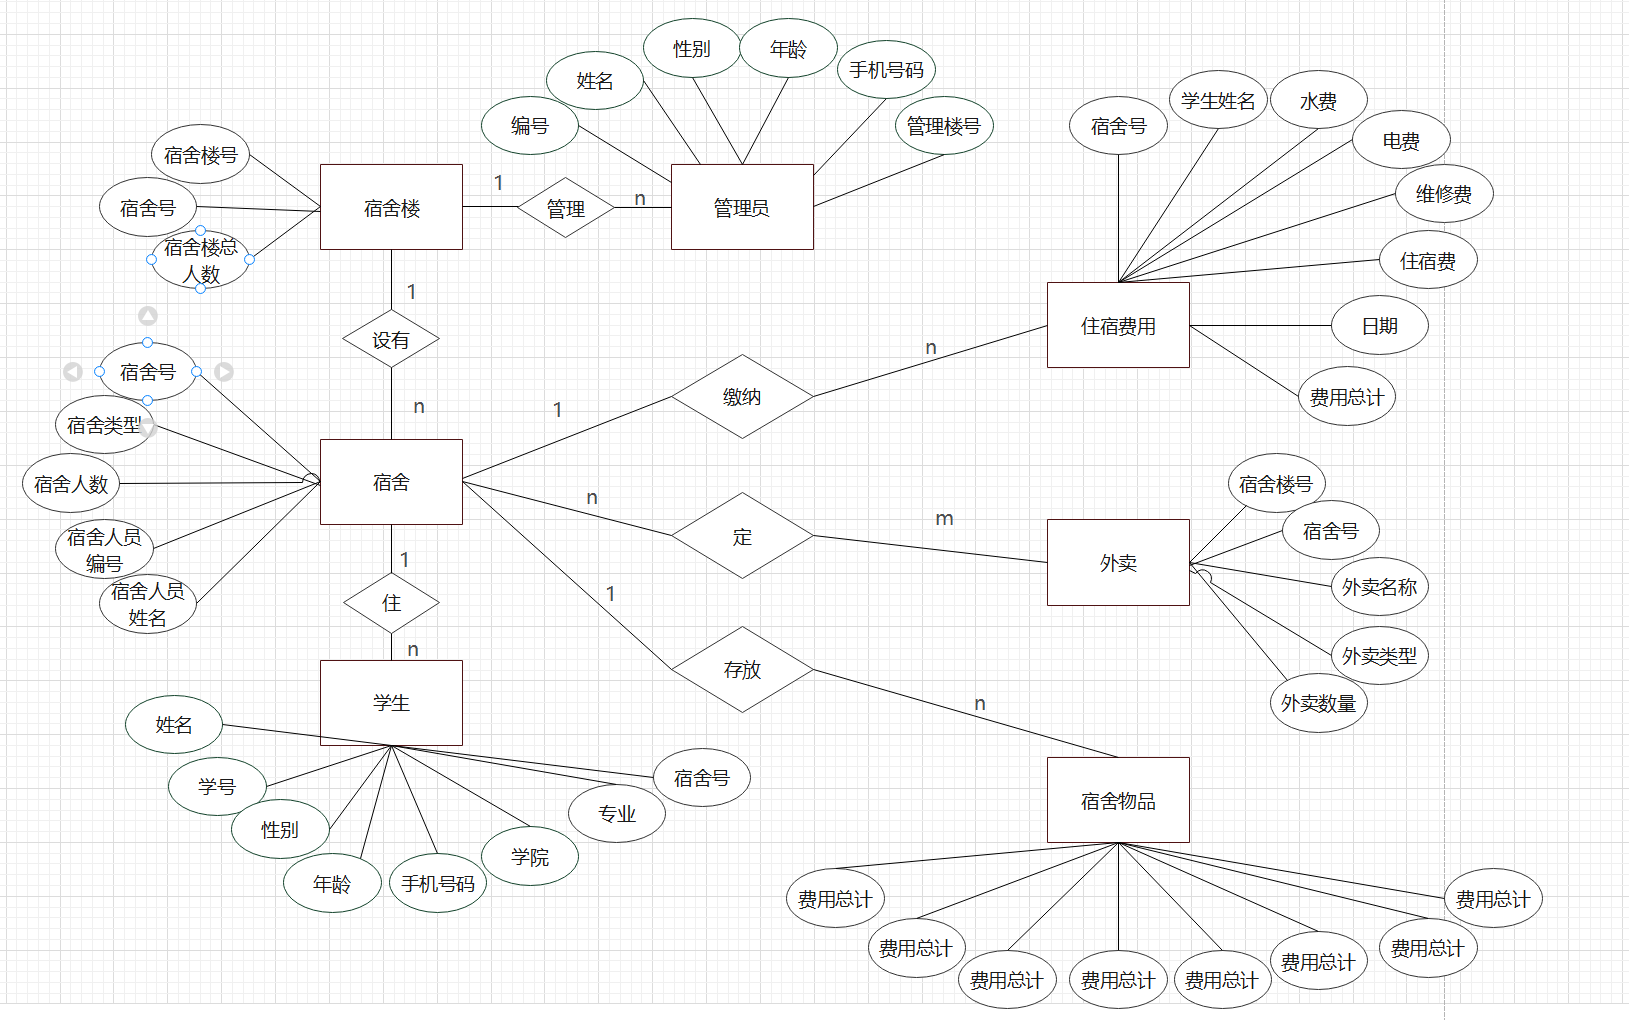 性别
年龄
手机号码
姓名
编号
管理楼号
学生姓名
水费
宿舍号
电费
宿舍楼号
维修费
宿舍号
宿舍楼
1
管理
n
管理员
宿舍楼总
人数
住宿费
1
设有
住宿费用
日期
宿舍号
n
缴纳
费用总计
宿舍类型
n
1
宿舍人数
宿舍
n
m
宿舍楼号
宿舍号
宿舍人员
编号
定
外卖
1
外卖名称
宿舍人员
姓名
住
1
n
存放
外卖类型
学生
n
外卖数量
姓名
学号
宿舍号
宿舍物品
性别
专业
年龄
手机号码
学院
费用总计
费用总计
费用总计
费用总计
费用总计
费用总计
费用总计
费用总计